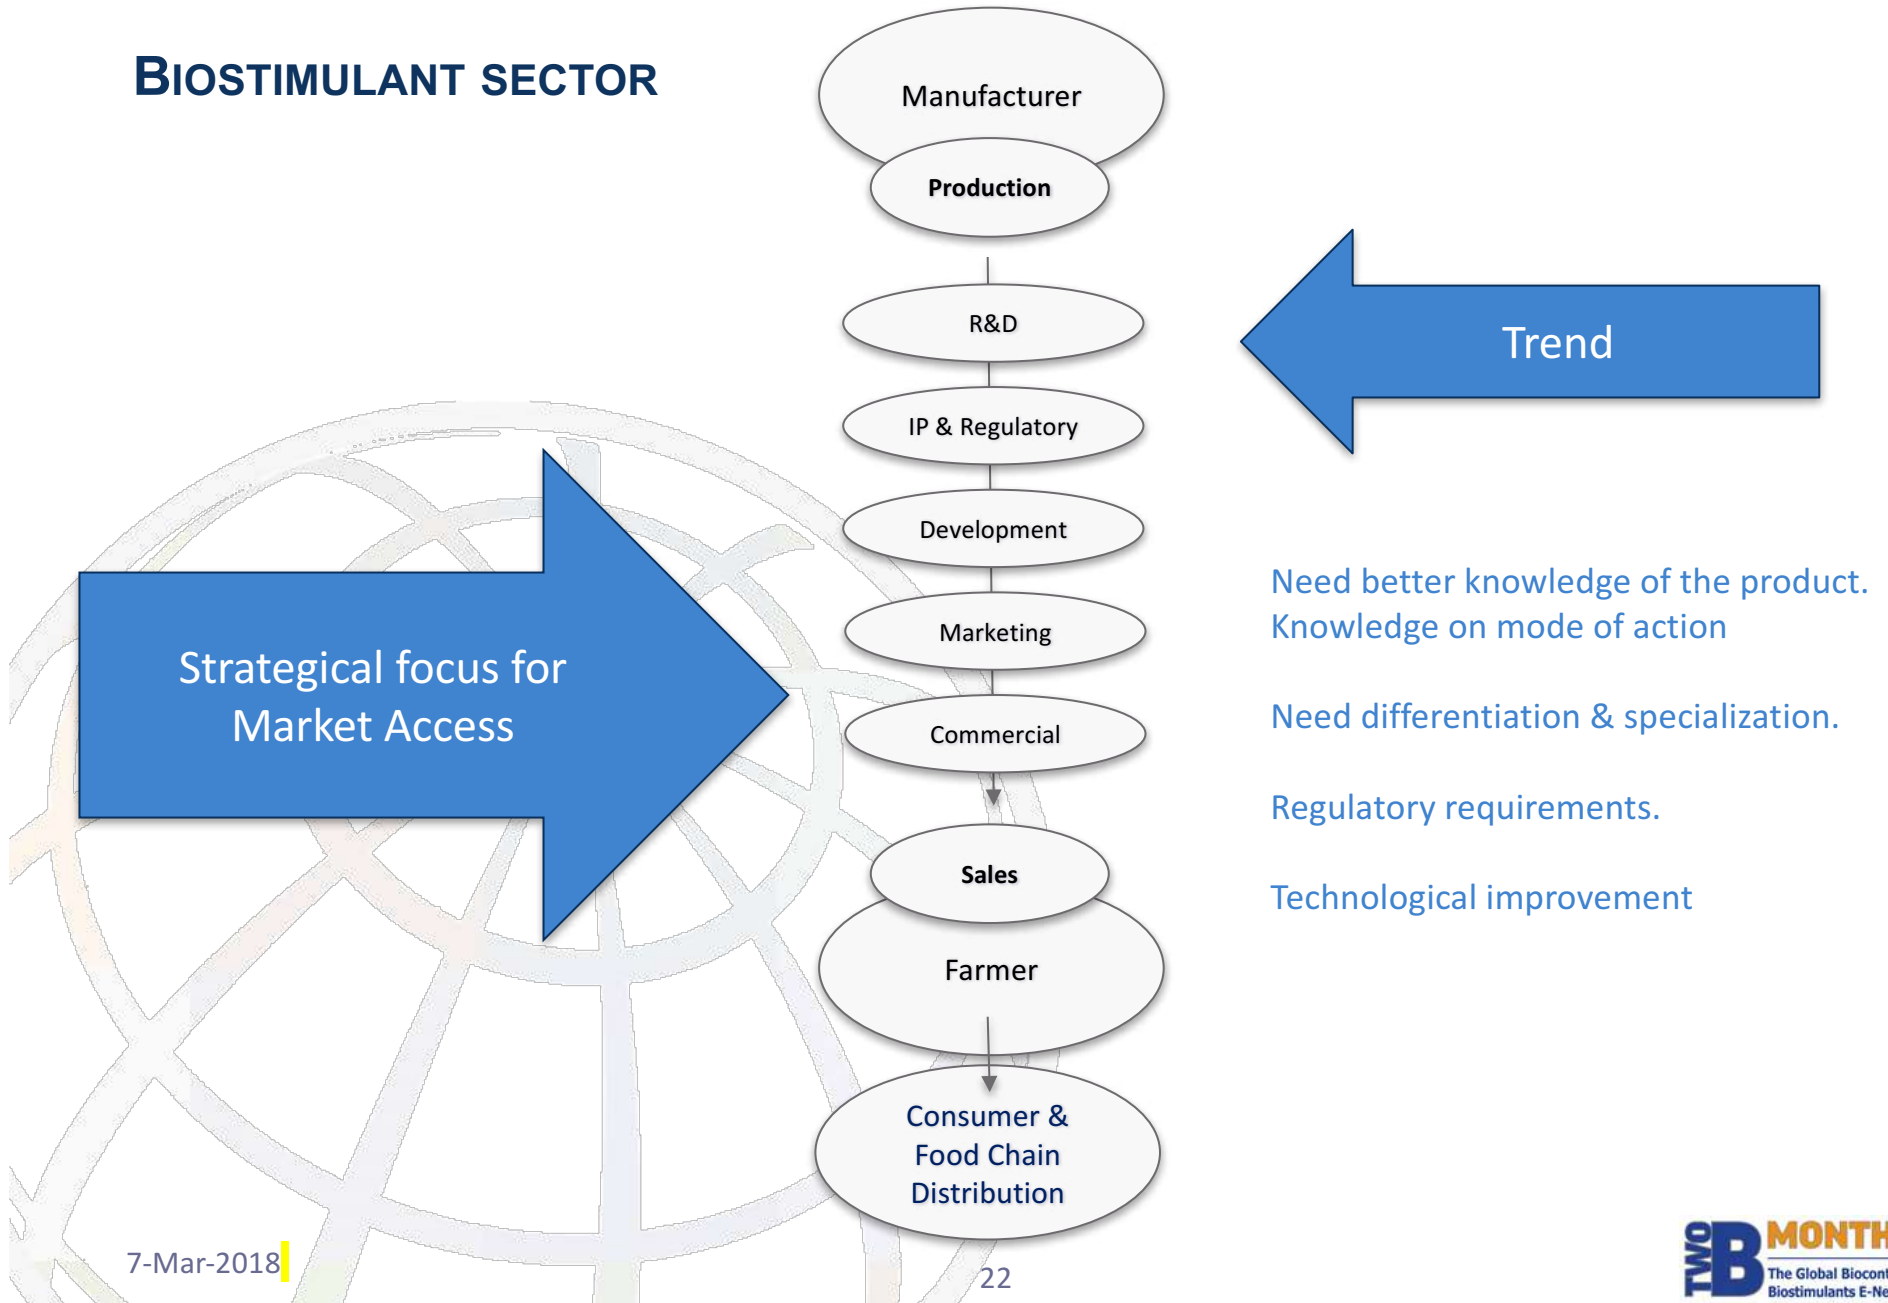 BIOSTIMULANT SECTOR
Manufacturer
Production
R&D
IP & Regulatory
Development
Marketing
Commercial
Sales
Farmer
Consumer &
Food Chain
Distribution
Strategical focus for
Market Access
Trend
Need better knowledge of the product.
Knowledge on mode of action
Need differentiation & specialization.
Regulatory requirements.
Technological improvement
7-Mar-2018
22
TWO
B
MONTH
The Global Biocont
Biostimulants E-Ne